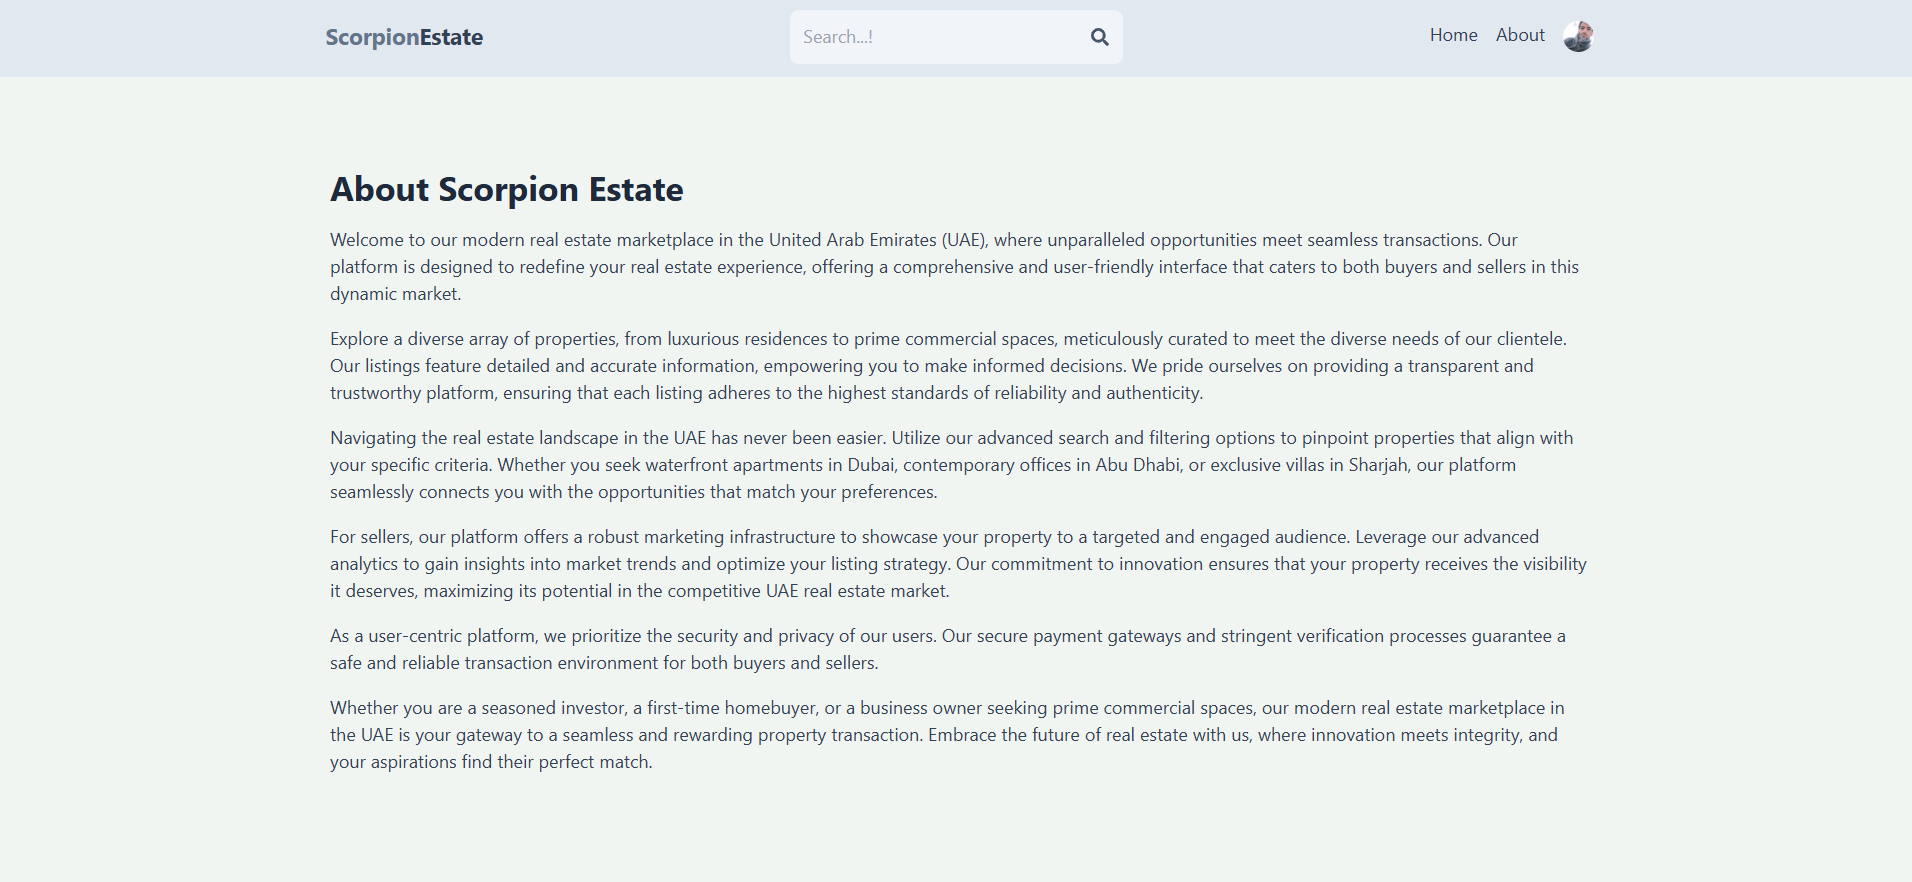 ScorpionEstate
Search...!
Home About
About Scorpion Estate
Welcome to our modern real estate marketplace in the United Arab Emirates (UAE), where unparalleled opportunities meet seamless transactions. Our
platform is designed to redefine your real estate experience, offering a comprehensive and user-friendly interface that caters to both buyers and sellers in this
dynamic market.
Explore a diverse array of properties, from luxurious residences to prime commercial spaces, meticulously curated to meet the diverse needs of our clientele.
Our listings feature detailed and accurate information, empowering you to make informed decisions. We pride ourselves on providing a transparent and
trustworthy platform, ensuring that each listing adheres to the highest standards of reliability and authenticity.
Navigating the real estate landscape in the UAE has never been easier. Utilize our advanced search and filtering options to pinpoint properties that align with
your specific criteria. Whether you seek waterfront apartments in Dubai, contemporary offices in Abu Dhabi, or exclusive villas in Sharjah, our platform
seamlessly connects you with the opportunities that match your preferences.
For sellers, our platform offers a robust marketing infrastructure to showcase your property to a targeted and engaged audience. Leverage our advanced
analytics to gain insights into market trends and optimize your listing strategy. Our commitment to innovation ensures that your property receives the visibility
it deserves, maximizing its potential in the competitive UAE real estate market.
As a user-centric platform, we prioritize the security and privacy of our users. Our secure payment gateways and stringent verification processes guarantee a
safe and reliable transaction environment for both buyers and sellers.
Whether you are a seasoned investor, a first-time homebuyer, or a business owner seeking prime commercial spaces, our modern real estate marketplace in
the UAE is your gateway to a seamless and rewarding property transaction. Embrace the future of real estate with us, where innovation meets integrity, and
your aspirations find their perfect match.